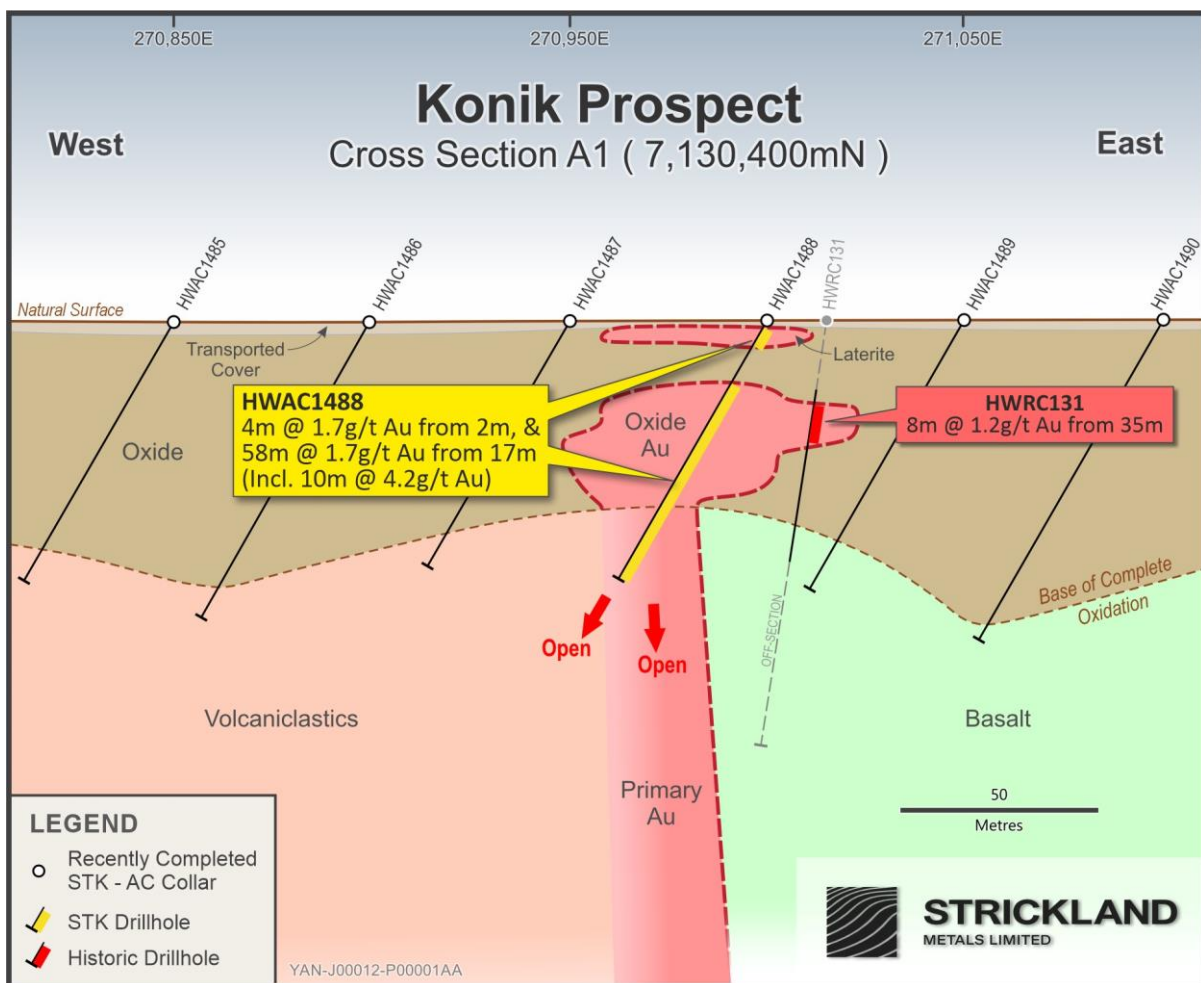 270,850E
270,950E
271,050E
Konik Prospect
Cross Section A1 ( 7,130,400mN )
West
East
HWAC1485
HWAC1486
HWAC1487
HWAC1488
HWRC131
HWAC1489
HWAC1490
Natural Surface
Transported
Cover
Laterite
HWAC1488
4m @ 1.7g/t Au from 2m, &
58m @ 1.7g/t Au from 17m
(Incl. 10m @ 4.2g/t Au)
HWRC131
8m @ 1.2g/t Au from 35m
Oxide
Oxide
Au
Base of Complete
Oxidation
OFF-SECTION
Open
Open
Volcaniclastics
Basalt
Primary
Au
50
Metres
LEGEND
Recently Completed
STK - AC Collar
STK Drillhole
Historic Drillhole
YAN-J00012-P00001AA
STRICKLAND
METALS LIMITED